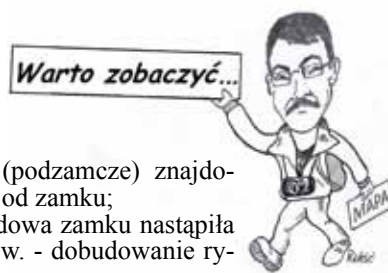 Warto zobaczyć...
(podzamcze) znajdo-
od zamku;
dowa zamku nastąpiła
w. - dobudowanie ry-
MAPA